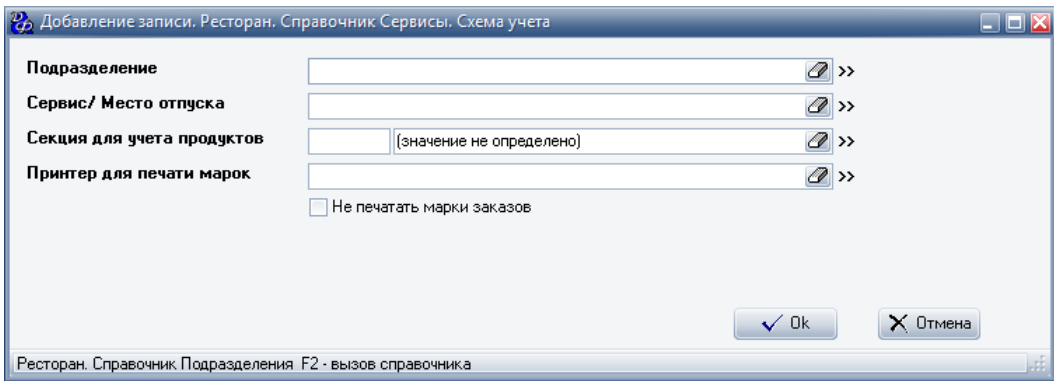 Добавление записи. Ресторан. Справочник Сервисы. Схема учета
Подразделение >>
Сервис/ Место отпуска >>
Секция для учета продуктов (значение не определено) >>
Принтер для печати марок >>
Не печатать марки заказов
Ok Отмена
Ресторан. Справочник Подразделения F2 - вызов справочника